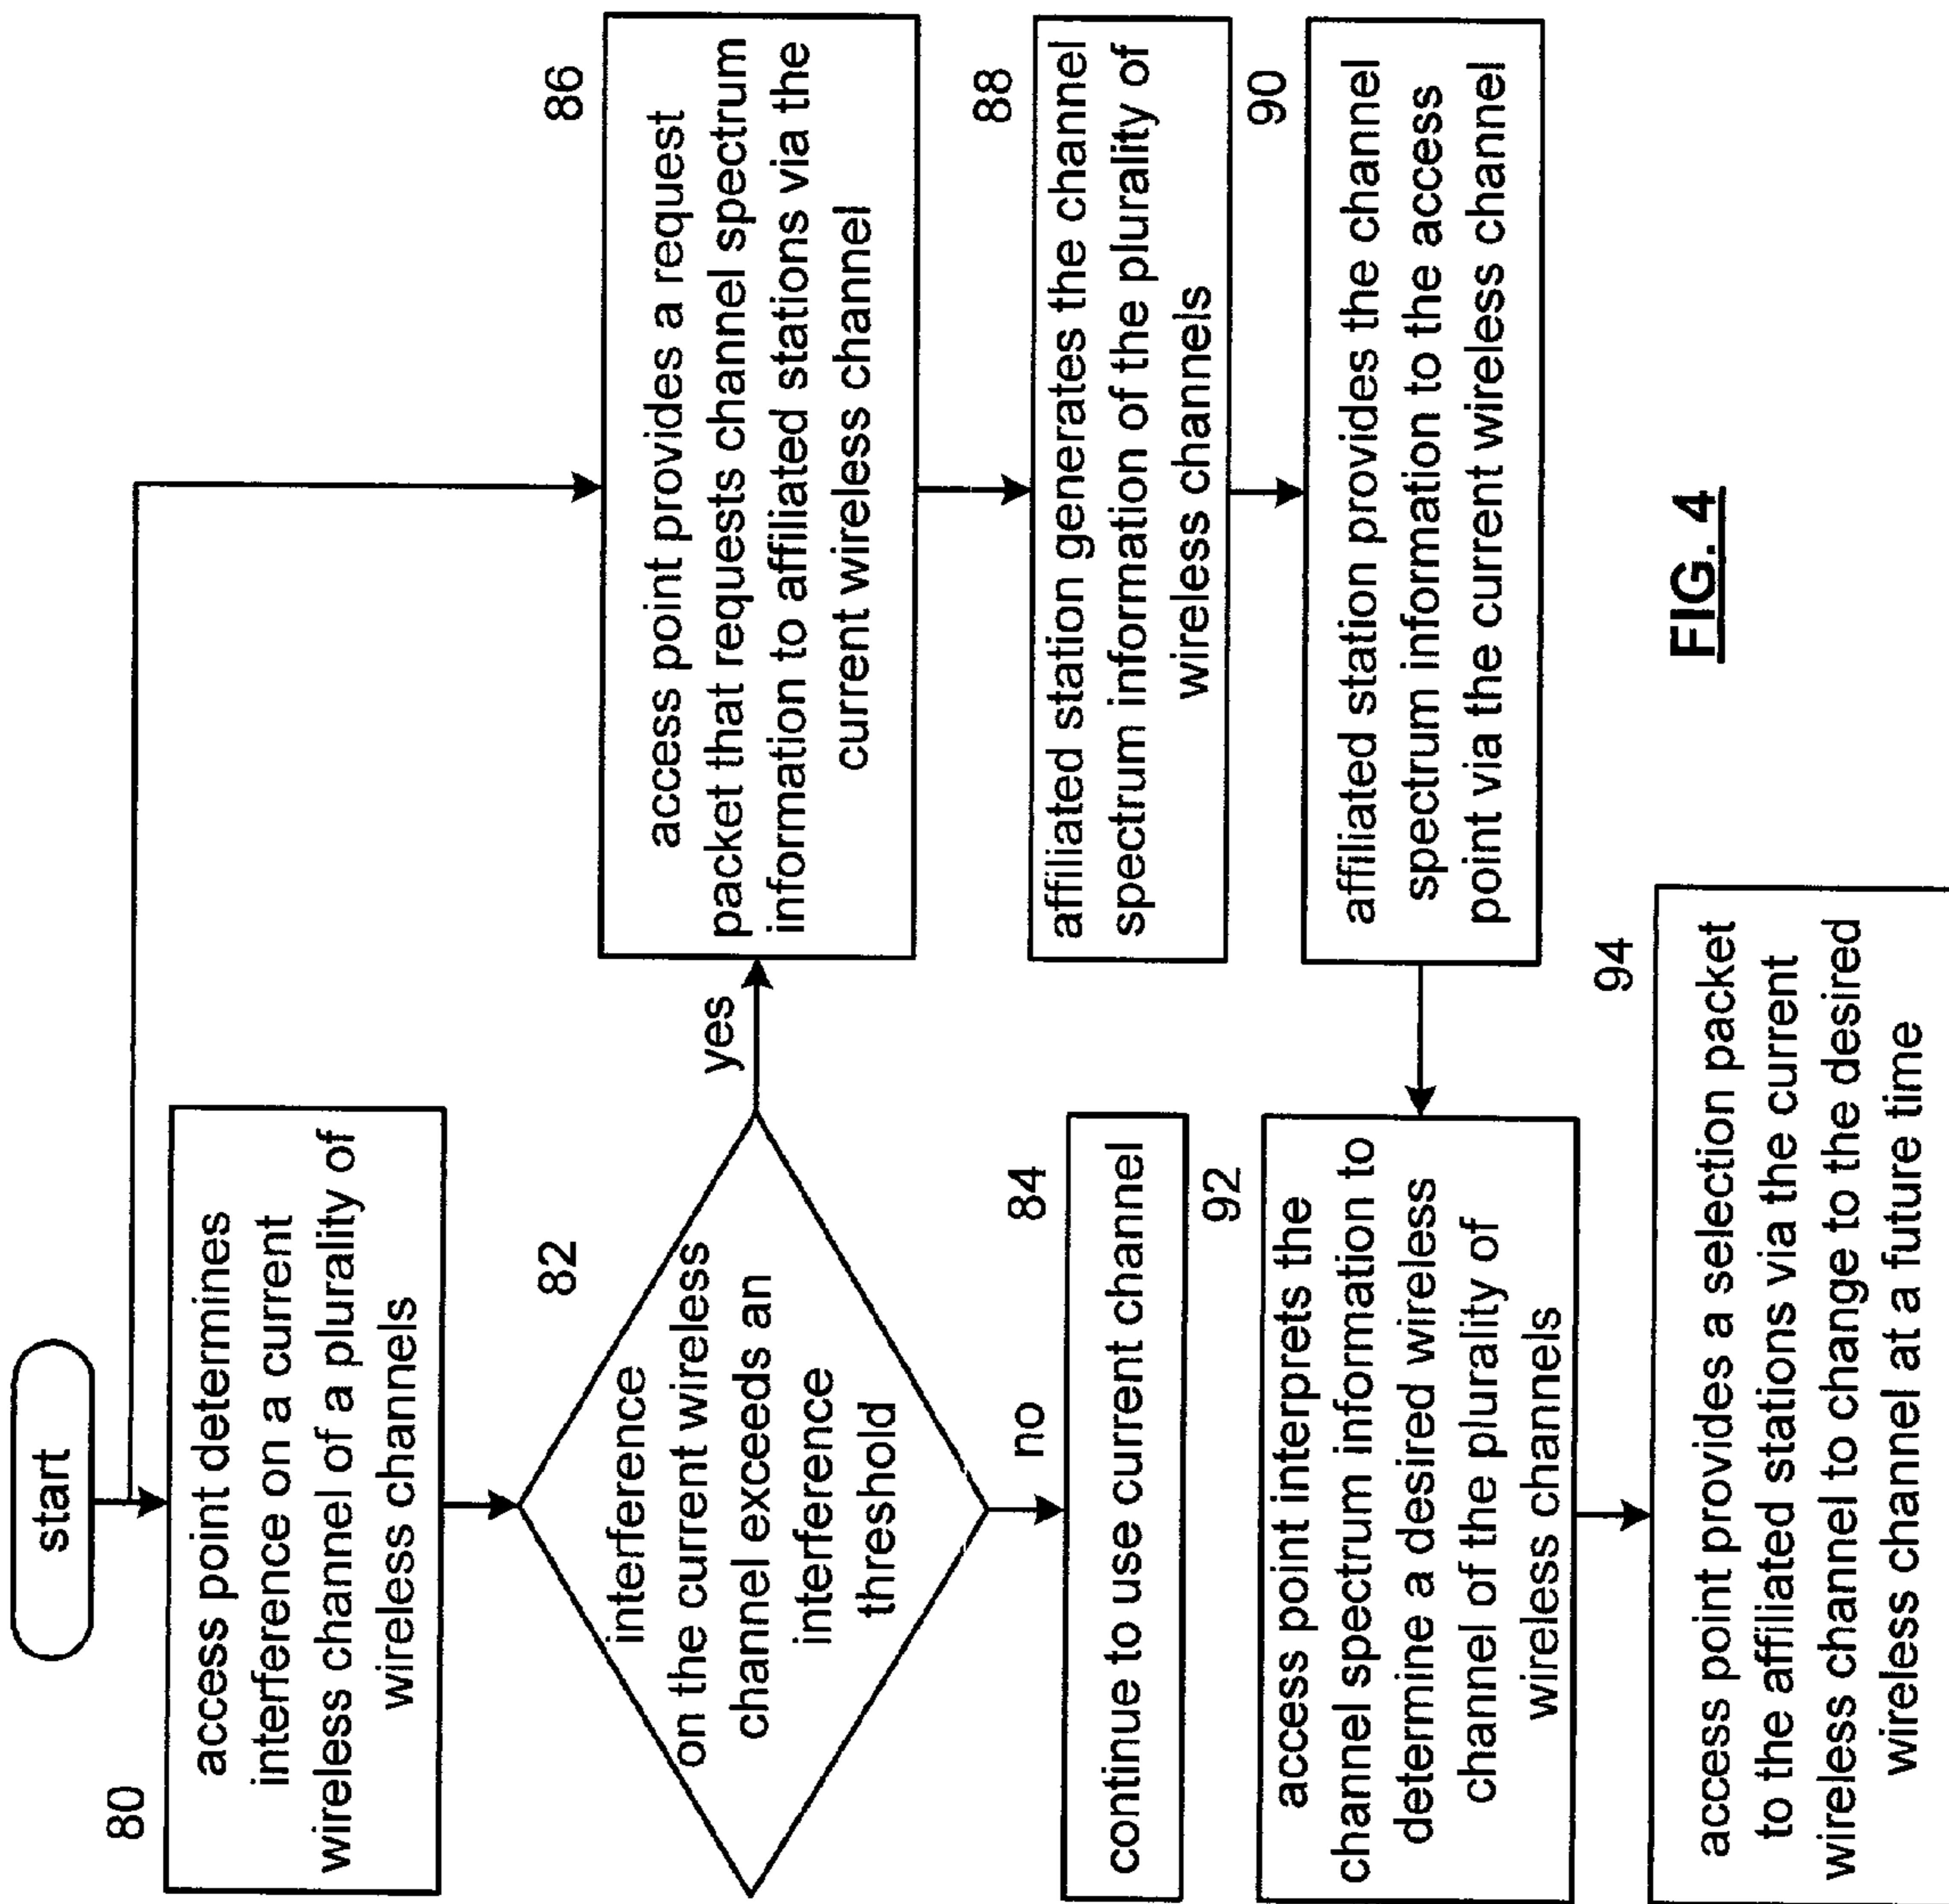 start
80
access point determines
interference on a current
wireless channel of a plurality of
wireless channels
82
interference
on the current wireless
channel exceeds an
interference
threshold
yes
no
84
continue to use current channel
86
access point provides a request
packet that requests channel spectrum
information to affiliated stations via the
current wireless channel
88
affiliated station generates the channel
spectrum information of the plurality of
wireless channels
90
affiliated station provides the channel
spectrum information to the access
point via the current wireless channel
92
access point interprets the
channel spectrum information to
determine a desired wireless
channel of the plurality of
wireless channels
94
access point provides a selection packet
to the affiliated stations via the current
wireless channel to change to the desired
wireless channel at a future time
FIG. 4